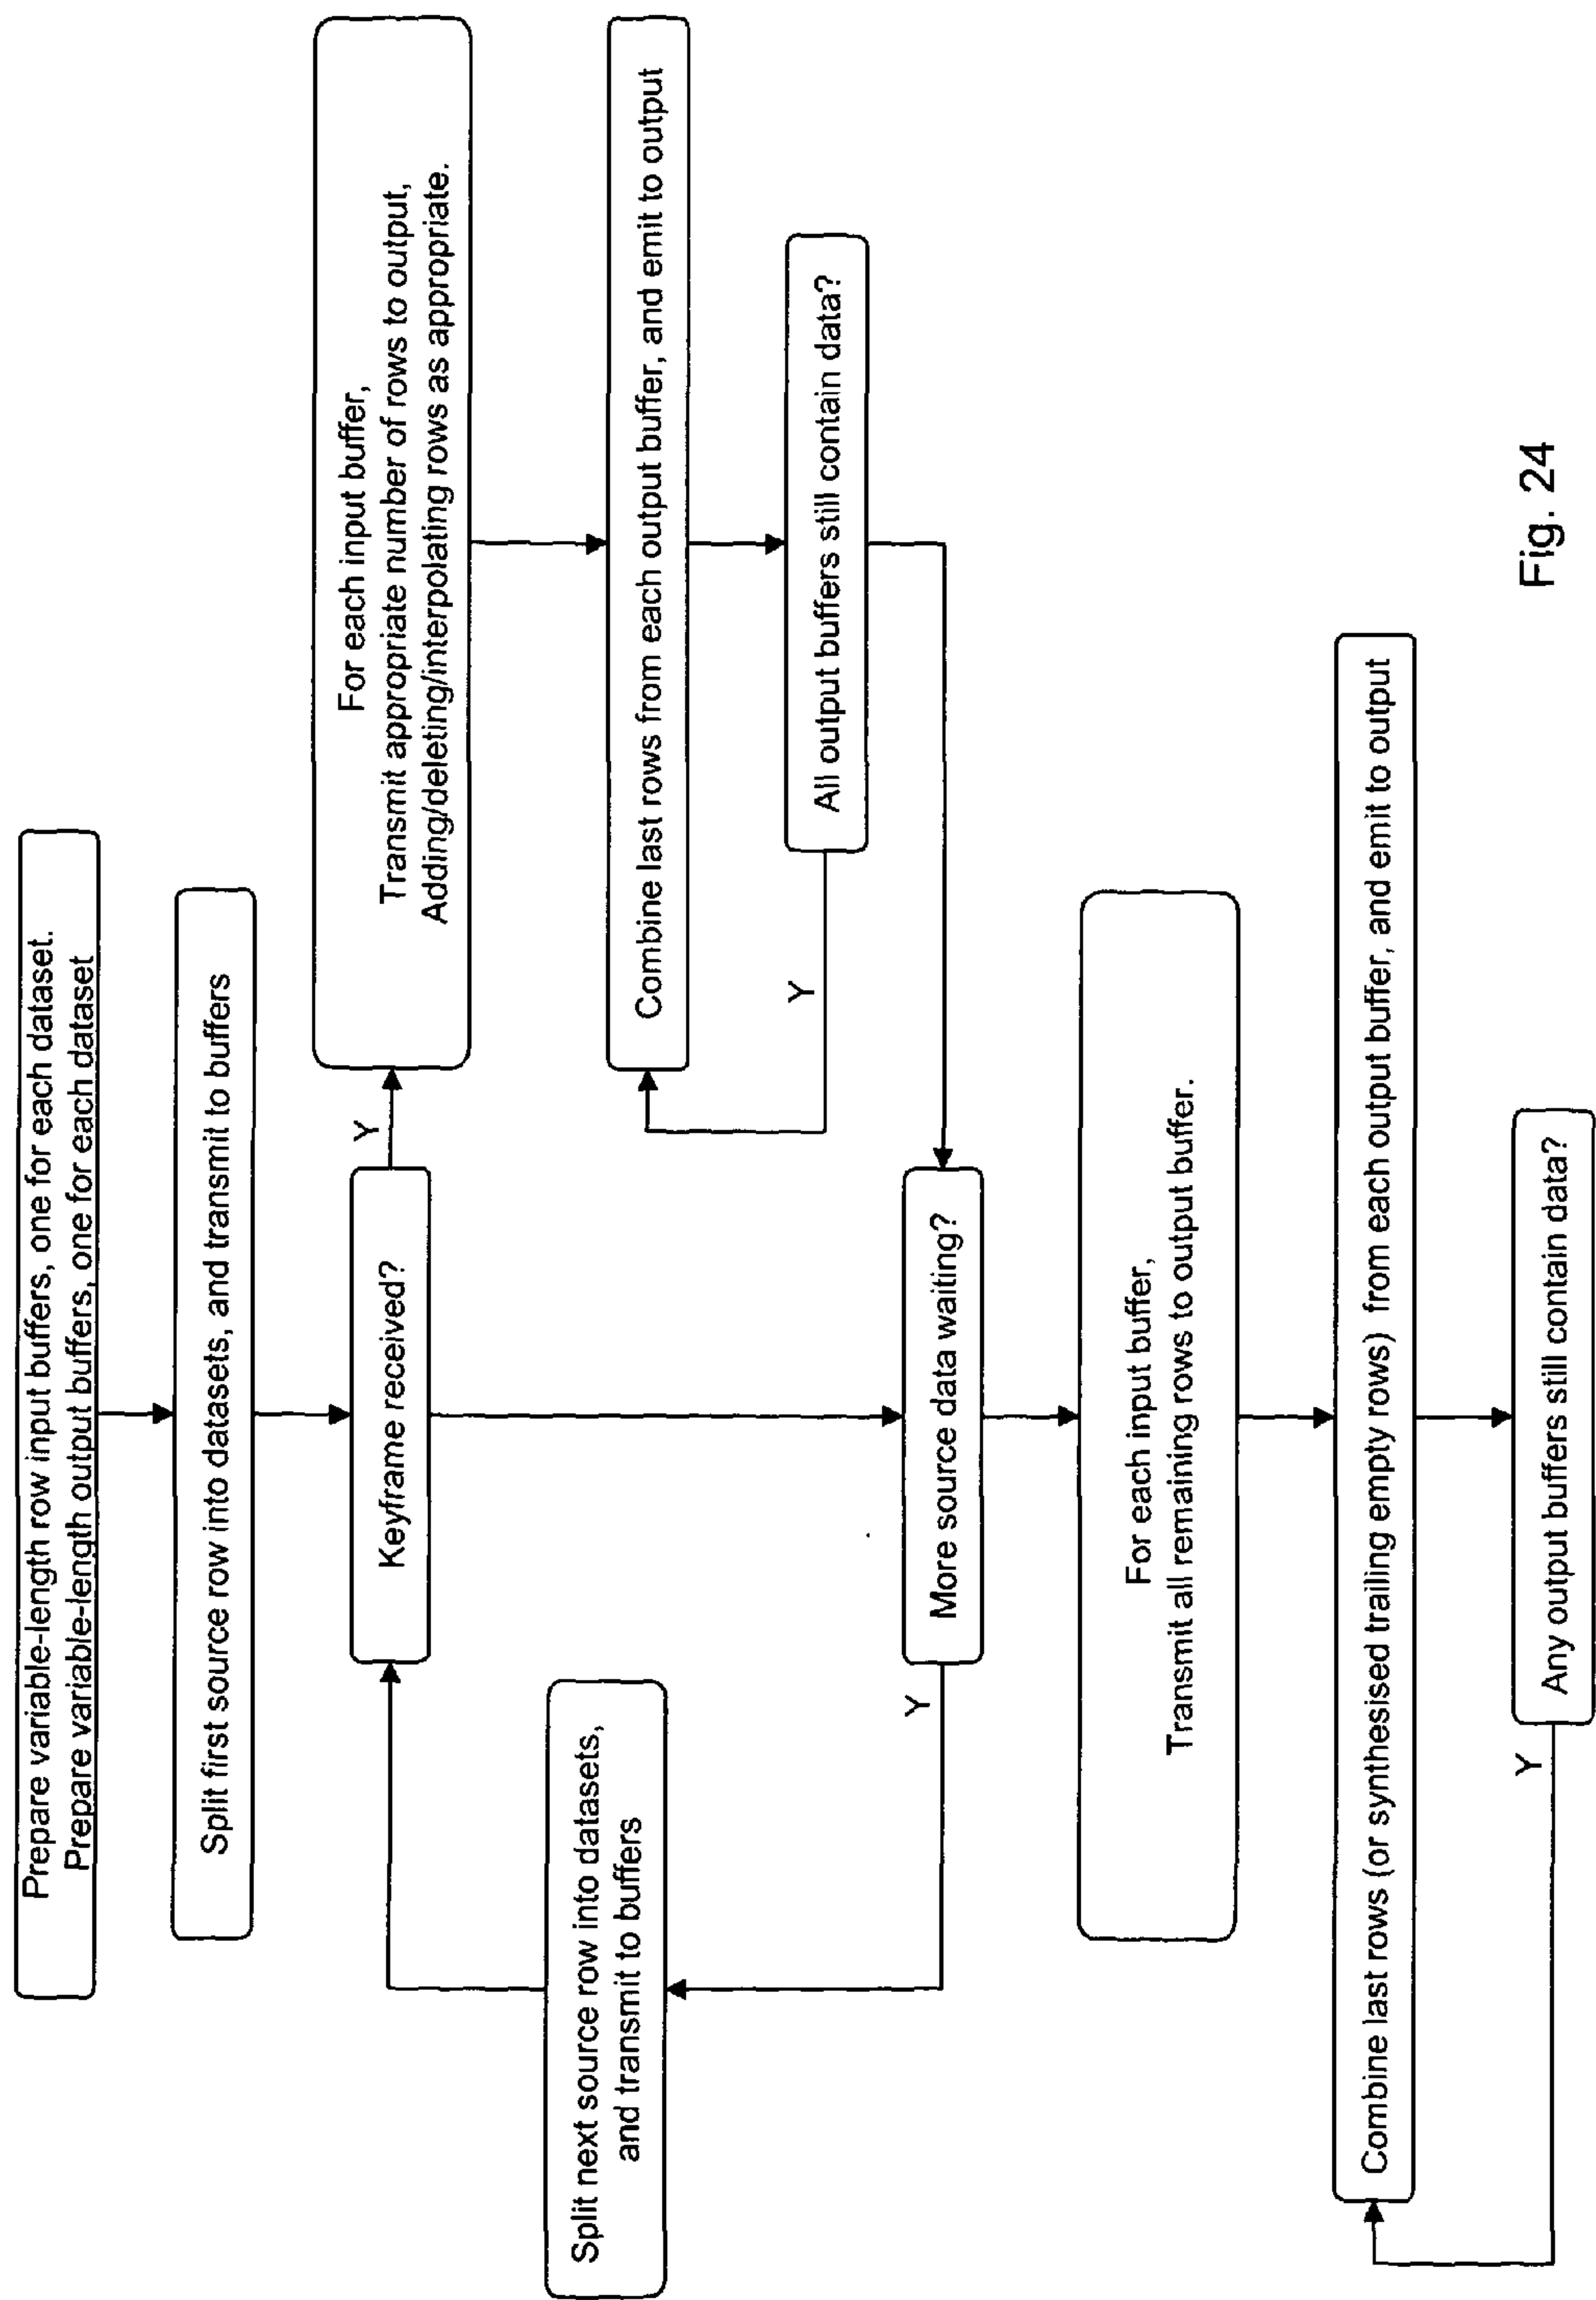 Prepare variable-length row input buffers, one for each dataset.
Prepare variable-length output buffers, one for each dataset
Split first source row into datasets, and transmit to buffers
Keyframe received?
Y
For each input buffer,
Transmit appropriate number of rows to output,
Adding/deleting/interpolating rows as appropriate.
Combine last rows from each output buffer, and emit to output
All output buffers still contain data?
Y
Split next source row into datasets,
and transmit to buffers
More source data waiting?
Y
For each input buffer,
Transmit all remaining rows to output buffer.
Combine last rows (or synthesised trailing empty rows) from each output buffer, and emit to output
Any output buffers still contain data?
Y
Fig. 24